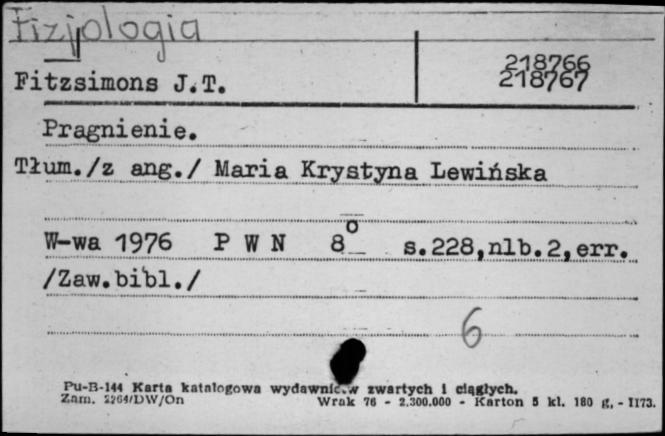 Fizjologia
218766
218767
Fitzsimons J.T.
Pragnienie.
Tłum./z ang./ Maria Krystyna Lewińska
W-wa 1976 P W N 8° s.228,nlb.2,err.
/Zaw.bibl./
6
Pu-B-144 Karta katalogowa wydawnictw zwartych i ciągłych.
Zam. 2264/DW/Dn Wrak 76 - 2.300.000 - Karton 5 kl. 180 g. - 1173.